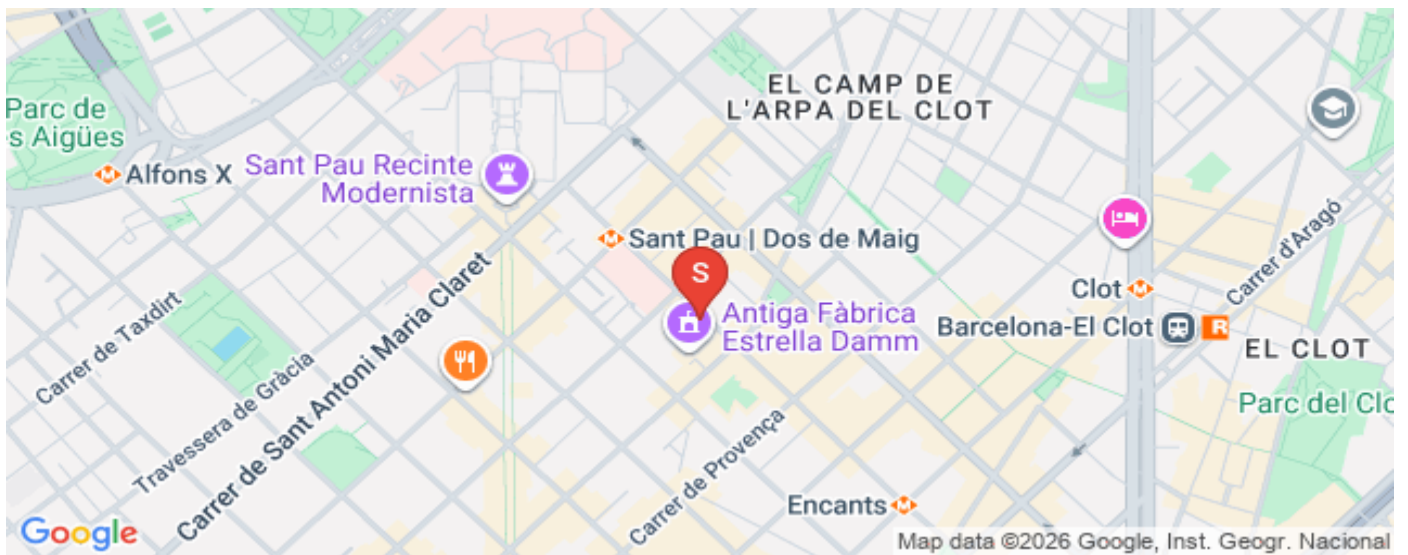 EL CAMP DE
L'ARPA DEL CLOT
Parc de
s Aigües
Alfons X
Sant Pau Recinte
Modernista
Sant Pau | Dos de Maig
S
Carrer d'Aragó
Carrer de Taxdirt
Carrer de Sant Antoni Maria Claret
Clot
Antiga Fàbrica
Estrella Damm
Barcelona-El Clot
R
EL CLOT
Travessera de Gràcia
Parc del Clo
Carrer de Provença
Encants
Google
Map data ©2026 Google, Inst. Geogr. Nacional